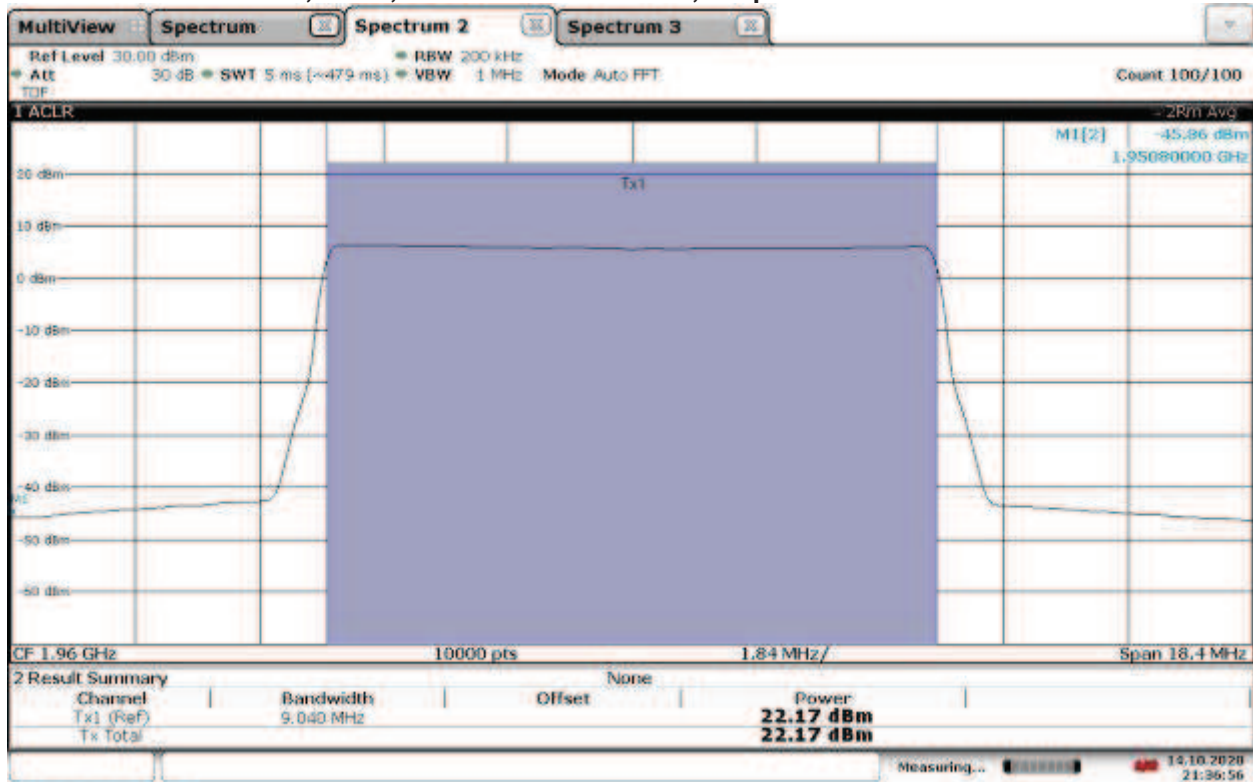 MultiView Spectrum Spectrum 2 Spectrum 3
Ref Level 30.00 dBm RBW 200 kHz
Att 30 dB SWT 5 ms (~479 ms) VBW 1 MHz Mode Auto FFT Count 100/100
TDF
1 ACLR 2Rm Avg
M1[2] -45.86 dBm
1.95080000 GHz
20 dBm
Tx1
10 dBm
0 dBm
-10 dBm
-20 dBm
-30 dBm
-40 dBm
M1
-50 dBm
-60 dBm
CF 1.96 GHz 10000 pts 1.84 MHz/ Span 18.4 MHz
2 Result Summary None
Channel Bandwidth Offset Power
Tx1 (Ref) 9.040 MHz 22.17 dBm
Tx Total 22.17 dBm
Measuring... 14.10.2020
21:36:56